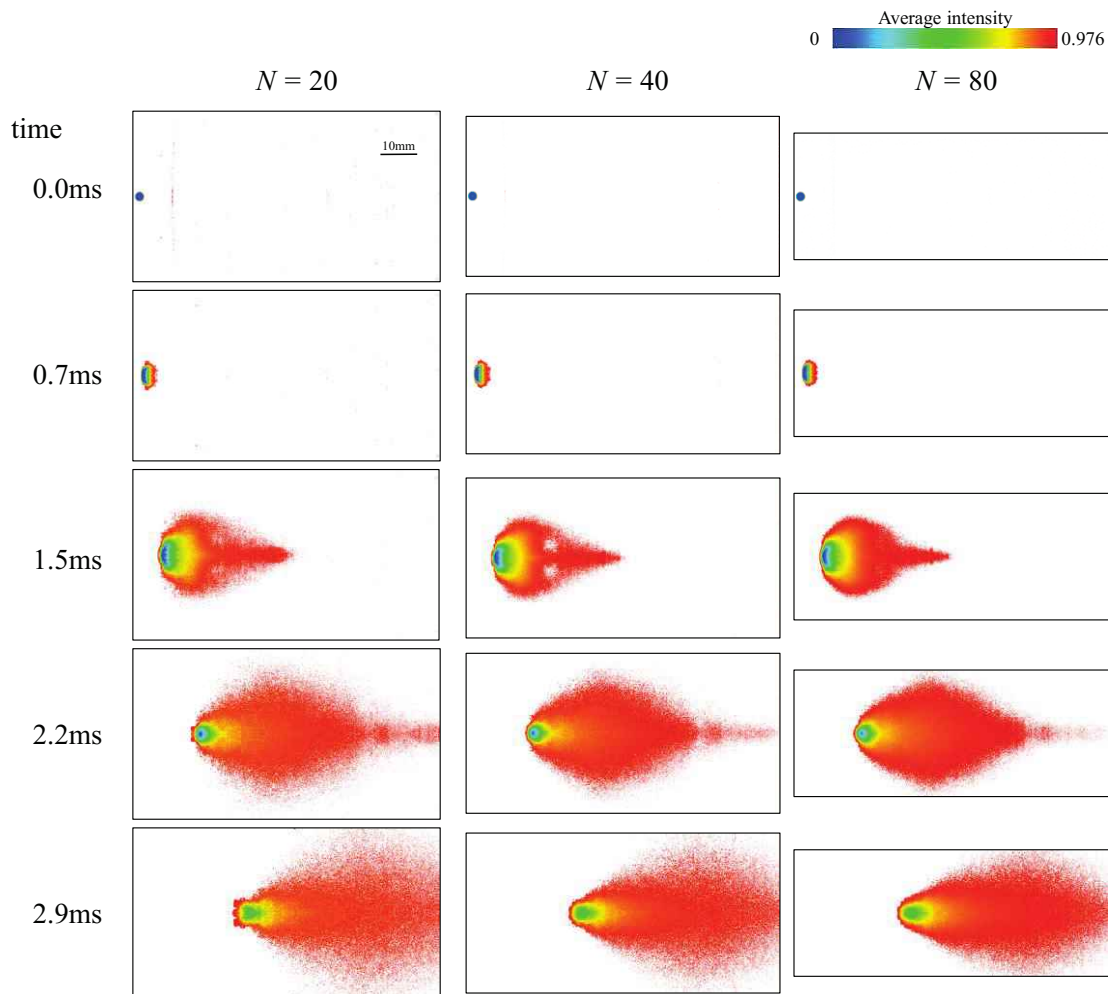 Average intensity
0 0.976
N = 20 N = 40 N = 80
time
10mm
0.0ms
0.7ms
1.5ms
2.2ms
2.9ms